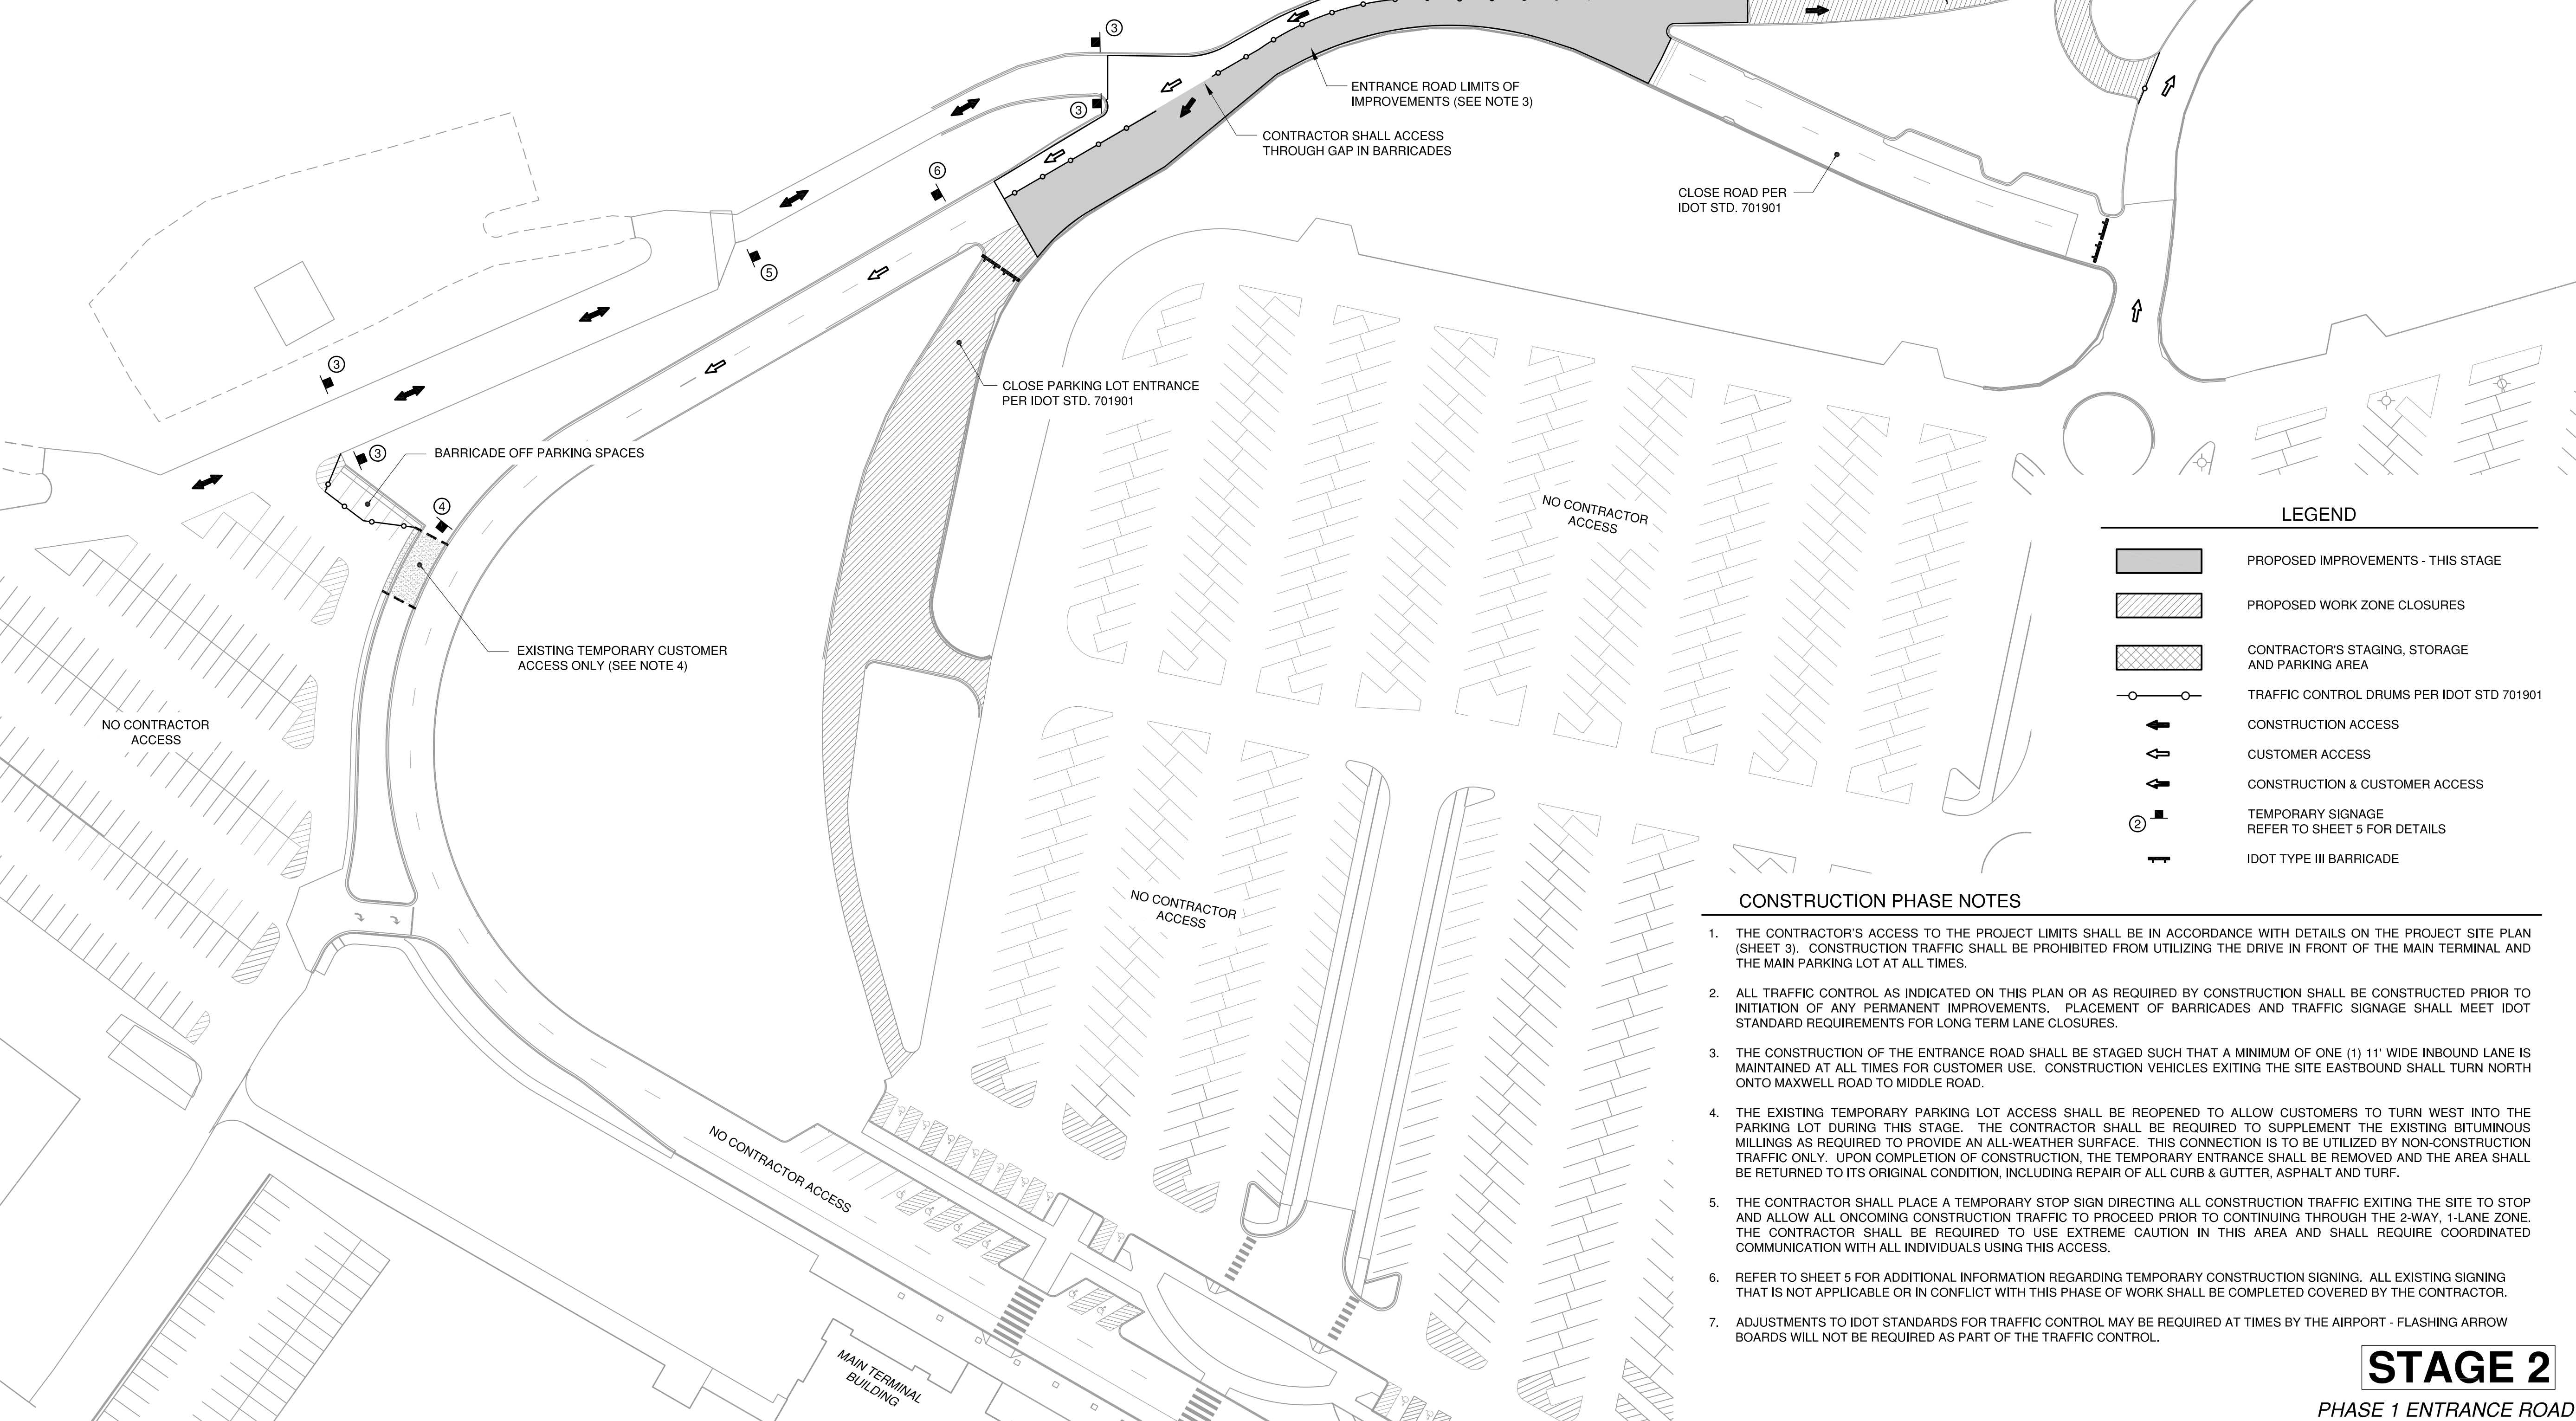 3
3
ENTRANCE ROAD LIMITS OF
IMPROVEMENTS (SEE NOTE 3)
CONTRACTOR SHALL ACCESS
THROUGH GAP IN BARRICADES
6
CLOSE ROAD PER
IDOT STD. 701901
5
3
CLOSE PARKING LOT ENTRANCE
PER IDOT STD. 701901
3
BARRICADE OFF PARKING SPACES
4
NO CONTRACTOR
ACCESS
EXISTING TEMPORARY CUSTOMER
ACCESS ONLY (SEE NOTE 4)
NO CONTRACTOR
ACCESS
NO CONTRACTOR
ACCESS
NO CONTRACTOR ACCESS
MAIN TERMINAL
BUILDING
LEGEND
PROPOSED IMPROVEMENTS - THIS STAGE
PROPOSED WORK ZONE CLOSURES
CONTRACTOR'S STAGING, STORAGE
AND PARKING AREA
TRAFFIC CONTROL DRUMS PER IDOT STD 701901
CONSTRUCTION ACCESS
CUSTOMER ACCESS
CONSTRUCTION & CUSTOMER ACCESS
2
TEMPORARY SIGNAGE
REFER TO SHEET 5 FOR DETAILS
IDOT TYPE III BARRICADE
CONSTRUCTION PHASE NOTES
1. THE CONTRACTOR'S ACCESS TO THE PROJECT LIMITS SHALL BE IN ACCORDANCE WITH DETAILS ON THE PROJECT SITE PLAN
(SHEET 3). CONSTRUCTION TRAFFIC SHALL BE PROHIBITED FROM UTILIZING THE DRIVE IN FRONT OF THE MAIN TERMINAL AND
THE MAIN PARKING LOT AT ALL TIMES.
2. ALL TRAFFIC CONTROL AS INDICATED ON THIS PLAN OR AS REQUIRED BY CONSTRUCTION SHALL BE CONSTRUCTED PRIOR TO
INITIATION OF ANY PERMANENT IMPROVEMENTS. PLACEMENT OF BARRICADES AND TRAFFIC SIGNAGE SHALL MEET IDOT
STANDARD REQUIREMENTS FOR LONG TERM LANE CLOSURES.
3. THE CONSTRUCTION OF THE ENTRANCE ROAD SHALL BE STAGED SUCH THAT A MINIMUM OF ONE (1) 11' WIDE INBOUND LANE IS
MAINTAINED AT ALL TIMES FOR CUSTOMER USE. CONSTRUCTION VEHICLES EXITING THE SITE EASTBOUND SHALL TURN NORTH
ONTO MAXWELL ROAD TO MIDDLE ROAD.
4. THE EXISTING TEMPORARY PARKING LOT ACCESS SHALL BE REOPENED TO ALLOW CUSTOMERS TO TURN WEST INTO THE
PARKING LOT DURING THIS STAGE. THE CONTRACTOR SHALL BE REQUIRED TO SUPPLEMENT THE EXISTING BITUMINOUS
MILLINGS AS REQUIRED TO PROVIDE AN ALL-WEATHER SURFACE. THIS CONNECTION IS TO BE UTILIZED BY NON-CONSTRUCTION
TRAFFIC ONLY. UPON COMPLETION OF CONSTRUCTION, THE TEMPORARY ENTRANCE SHALL BE REMOVED AND THE AREA SHALL
BE RETURNED TO ITS ORIGINAL CONDITION, INCLUDING REPAIR OF ALL CURB & GUTTER, ASPHALT AND TURF.
5. THE CONTRACTOR SHALL PLACE A TEMPORARY STOP SIGN DIRECTING ALL CONSTRUCTION TRAFFIC EXITING THE SITE TO STOP
AND ALLOW ALL ONCOMING CONSTRUCTION TRAFFIC TO PROCEED PRIOR TO CONTINUING THROUGH THE 2-WAY, 1-LANE ZONE.
THE CONTRACTOR SHALL BE REQUIRED TO USE EXTREME CAUTION IN THIS AREA AND SHALL REQUIRE COORDINATED
COMMUNICATION WITH ALL INDIVIDUALS USING THIS ACCESS.
6. REFER TO SHEET 5 FOR ADDITIONAL INFORMATION REGARDING TEMPORARY CONSTRUCTION SIGNING. ALL EXISTING SIGNING
THAT IS NOT APPLICABLE OR IN CONFLICT WITH THIS PHASE OF WORK SHALL BE COMPLETED COVERED BY THE CONTRACTOR.
7. ADJUSTMENTS TO IDOT STANDARDS FOR TRAFFIC CONTROL MAY BE REQUIRED AT TIMES BY THE AIRPORT - FLASHING ARROW
BOARDS WILL NOT BE REQUIRED AS PART OF THE TRAFFIC CONTROL.
STAGE 2
PHASE 1 ENTRANCE ROAD